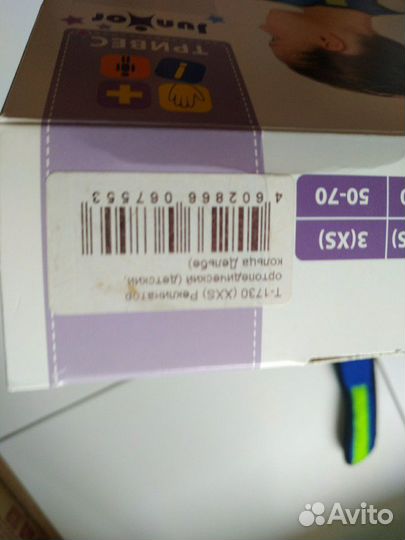 Т-1730 (XXS) Реклинатор
ортопедический (детский,
кольца Дельбе)
4 602866 067553
3(XS)
50-70
ТРИВЕС
Junior
Avito